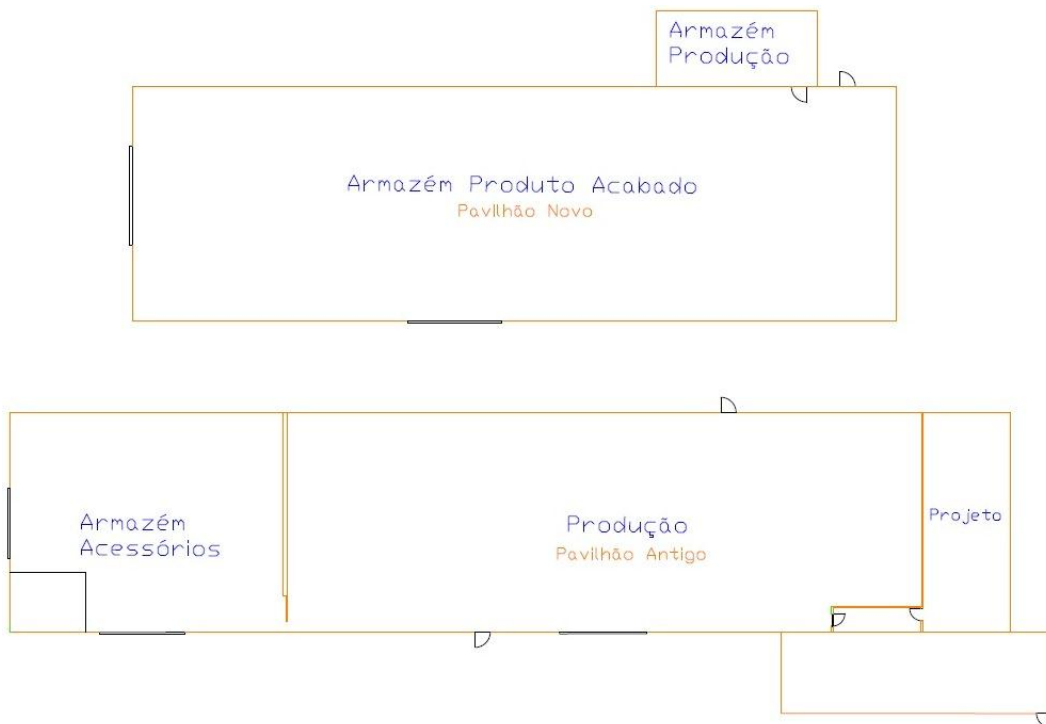 Armazém
Produção
Armazém Produto Acabado
Pavilhão Novo
Armazém
Acessórios
Produção
Pavilhão Antigo
Projeto